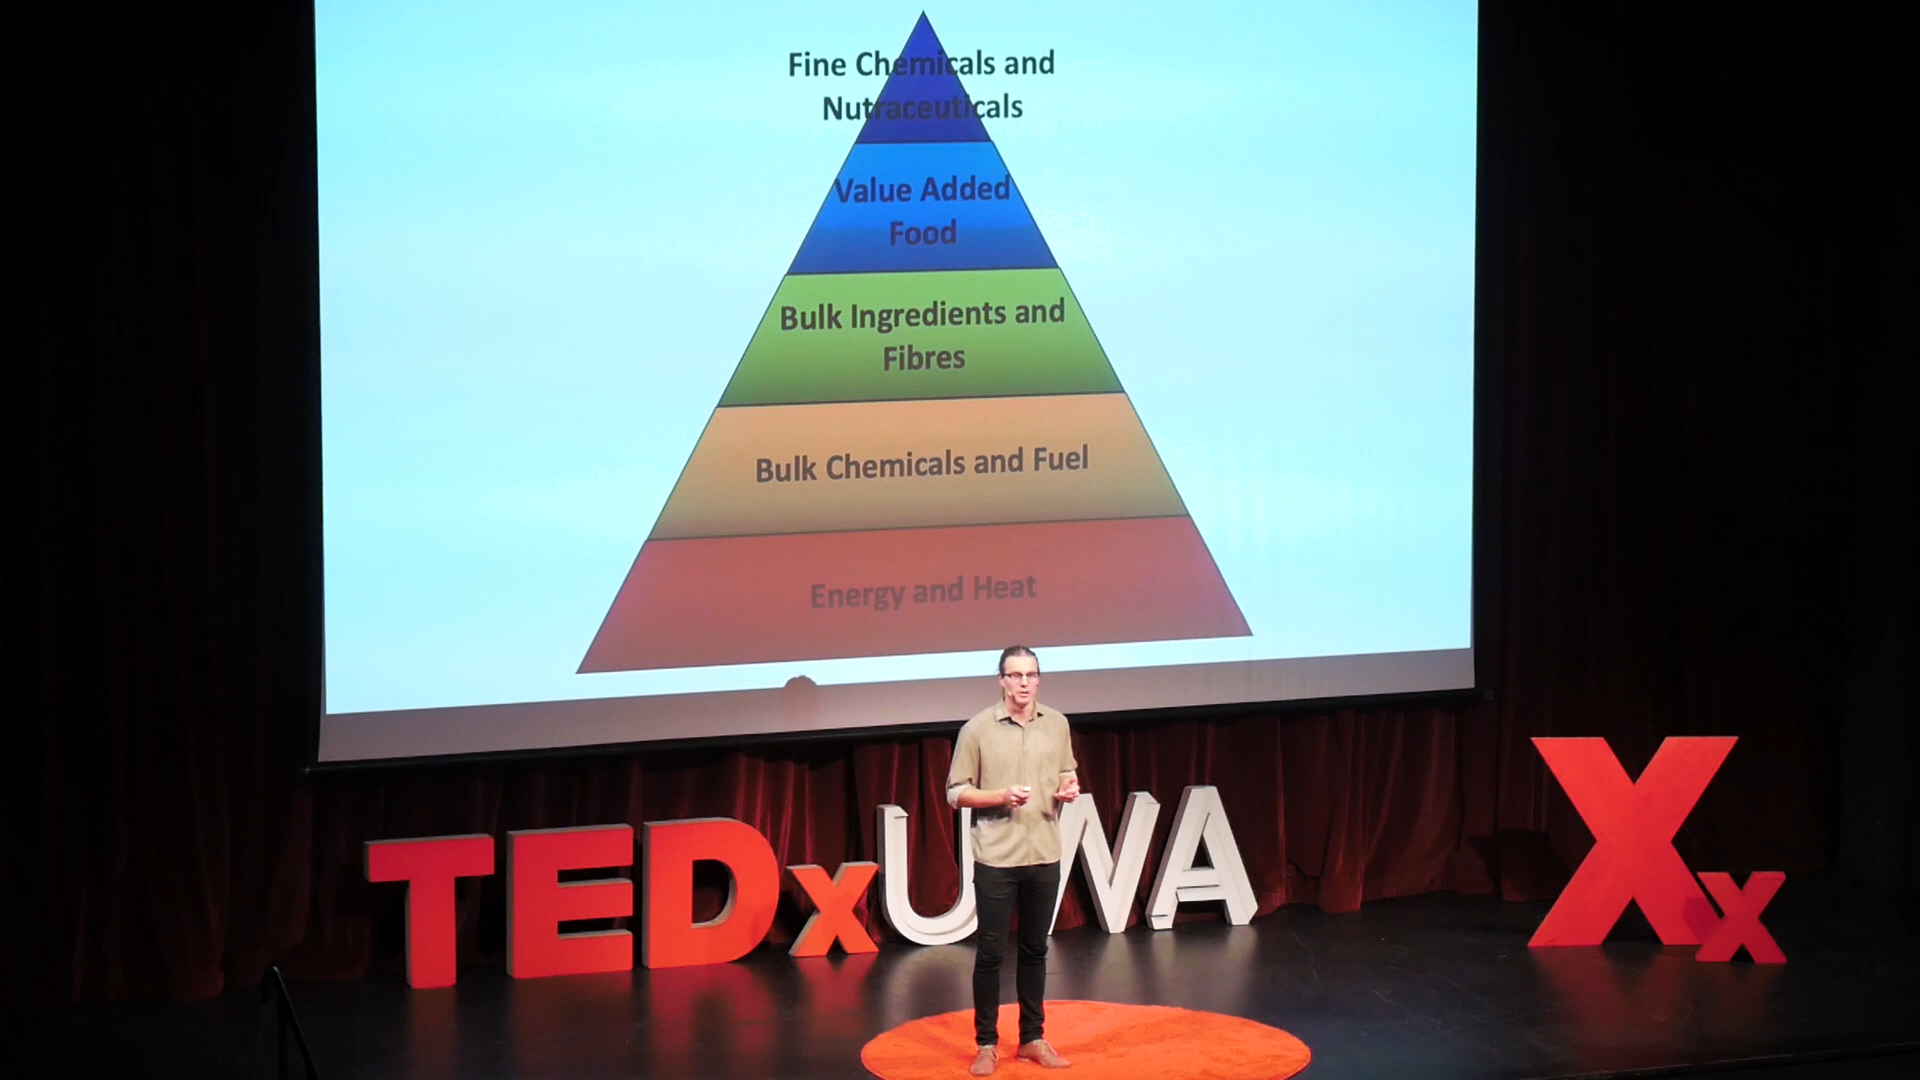 Fine Chemicals and
Nutraceuticals
Value Added
Food
Bulk Ingredients and
Fibres
Bulk Chemicals and Fuel
Energy and Heat
TEDxUWA
Xx